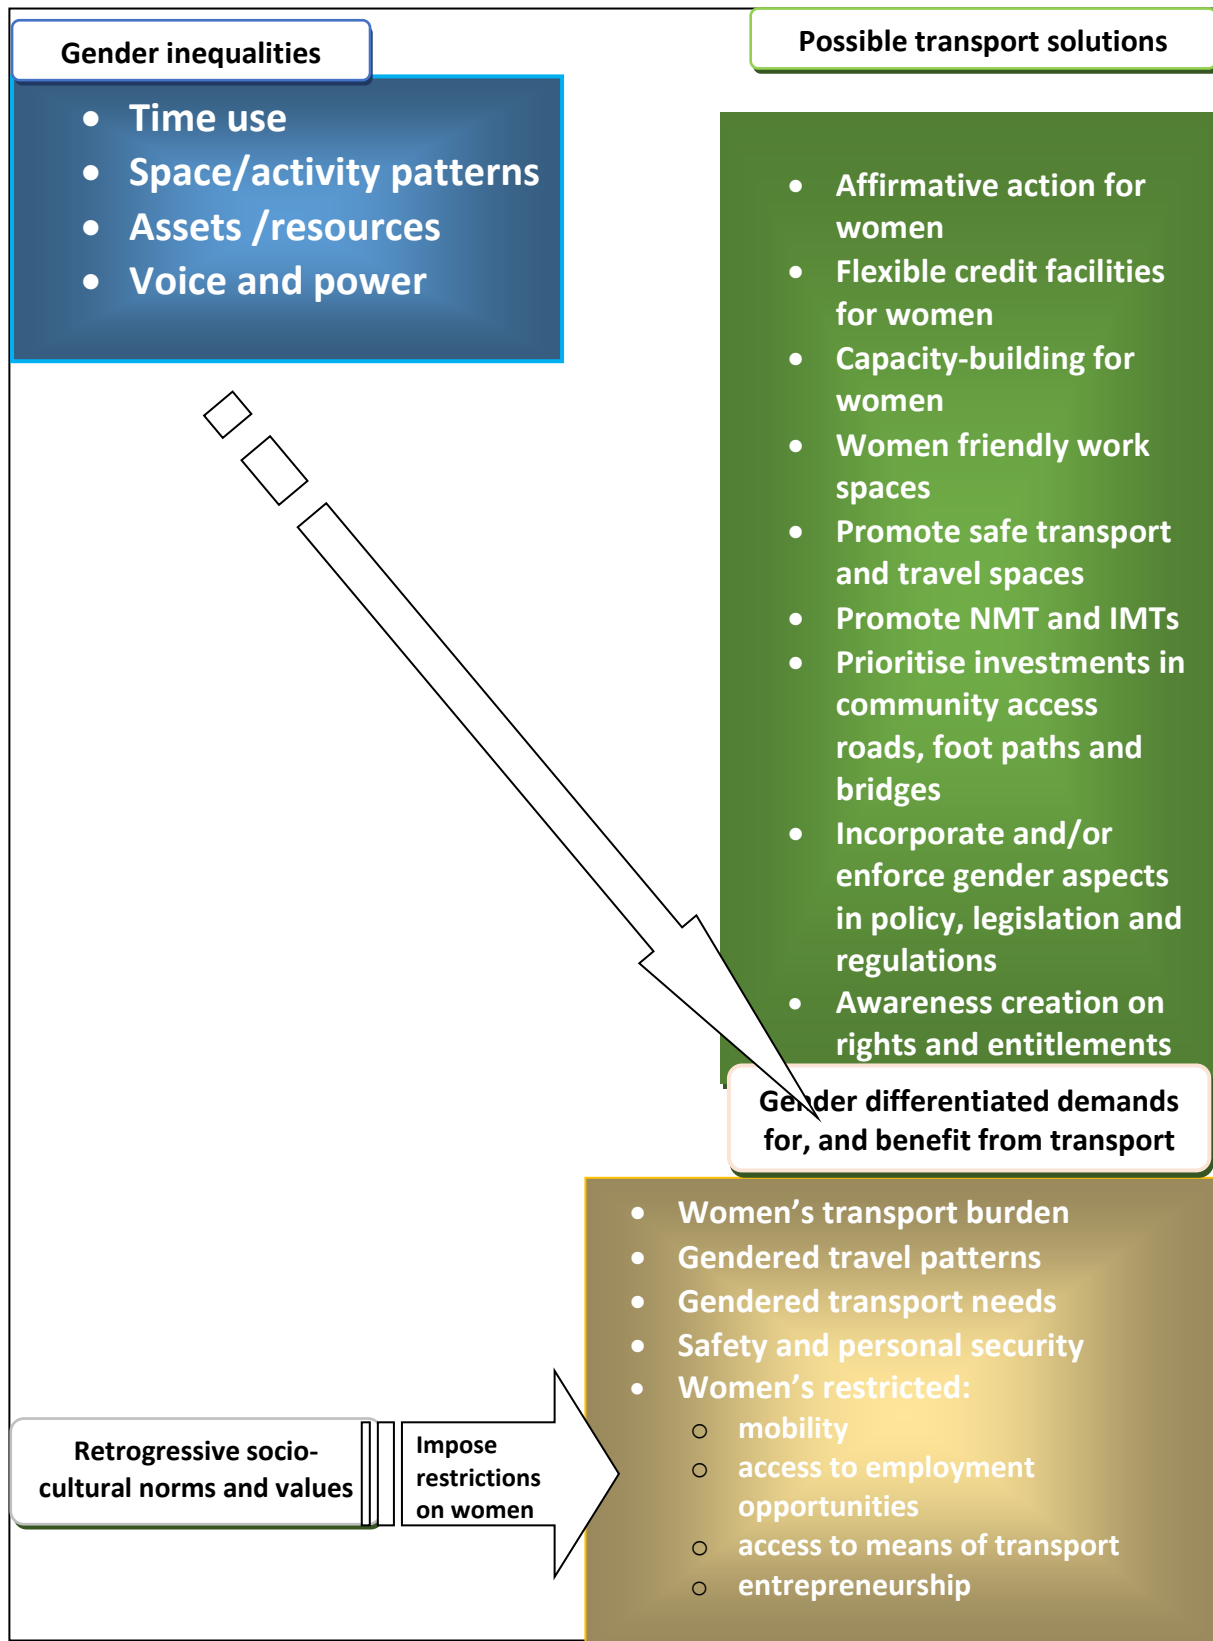 Gender inequalities
• Time use
• Space/activity patterns
• Assets /resources
• Voice and power
Possible transport solutions
• Affirmative action for
women
• Flexible credit facilities
for women
• Capacity-building for
women
• Women friendly work
spaces
• Promote safe transport
and travel spaces
• Promote NMT and IMTs
• Prioritise investments in
community access
roads, foot paths and
bridges
• Incorporate and/or
enforce gender aspects
in policy, legislation and
regulations
• Awareness creation on
rights and entitlements
Gender differentiated demands
for, and benefit from transport
• Women’s transport burden
• Gendered travel patterns
• Gendered transport needs
• Safety and personal security
• Women’s restricted:
o mobility
o access to employment
opportunities
o access to means of transport
o entrepreneurship
Retrogressive socio-
cultural norms and values
Impose
restrictions
on women